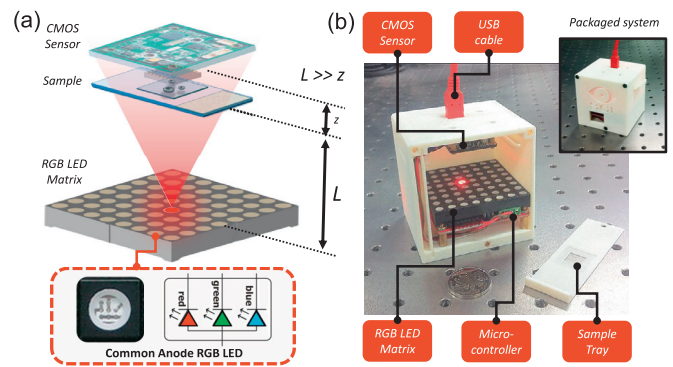 (a)
CMOS
Sensor
Sample
L >> z
z
RGB LED
Matrix
L
red
green
blue
Common Anode RGB LED
(b)
CMOS
Sensor
USB
cable
Packaged system
RGB LED
Matrix
Micro-
controller
Sample
Tray